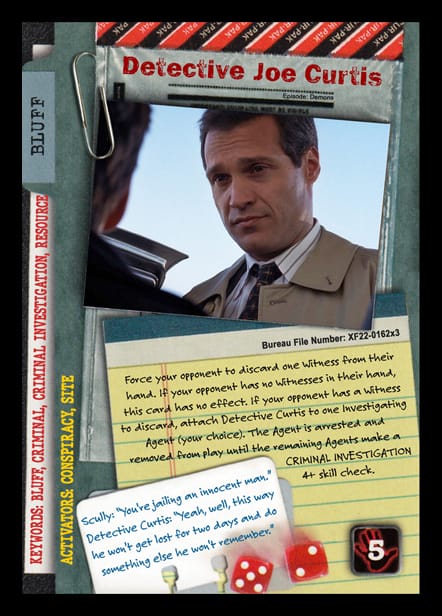 Detective Joe Curtis
Episode: Demons
BLUFF
KEYWORDS: BLUFF, CRIMINAL, CRIMINAL INVESTIGATION, RESOURCE
ACTIVATORS: CONSPIRACY, SITE
Bureau File Number: XF22-0162x3
Force your opponent to discard one Witness from their
hand. If your opponent has no Witnesses in their hand,
this card has no effect. If your opponent has a Witness
to discard, attach Detective Curtis to one Investigating
Agent (your choice). The Agent is arrested and
removed from play until the remaining Agents make a
CRIMINAL INVESTIGATION
4+ skill check.
Scully: "You're jailing an innocent man."
Detective Curtis: "Yeah, well, this way
he won't get lost for two days and do
something else he won't remember."
5